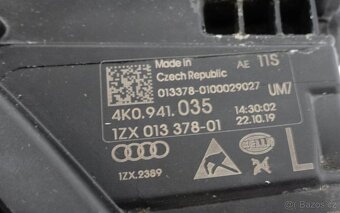 Made in
Czech Republic
AE 11S
013378-0100029027
UM7
4K0.941.035
14:30:02
1ZX 013 378-01
22.10.19
HELLA
L
1ZX.2389